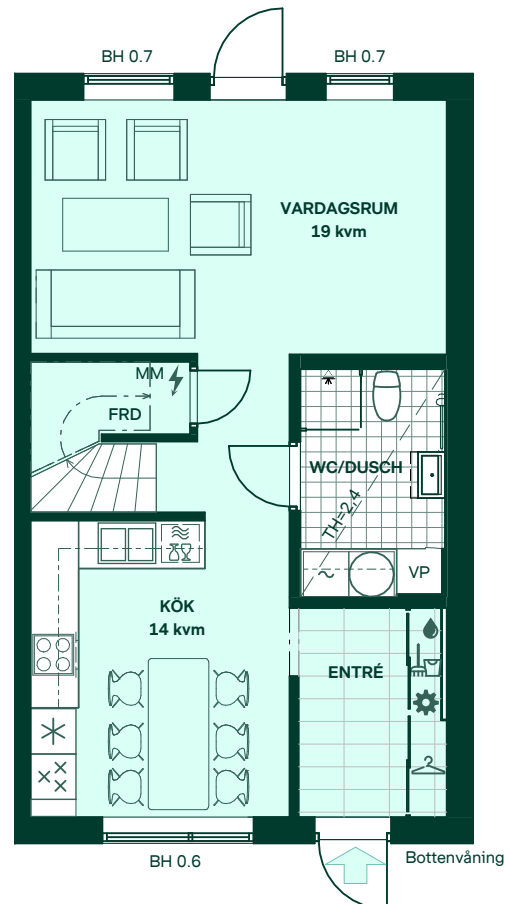 BH 0.7
BH 0.7
VARDAGSRUM
19 kvm
MM
FRD
WC/DUSCH
TH=2,4
~
VP
KÖK
14 kvm
ENTRÉ
BH 0.6
Bottenvåning